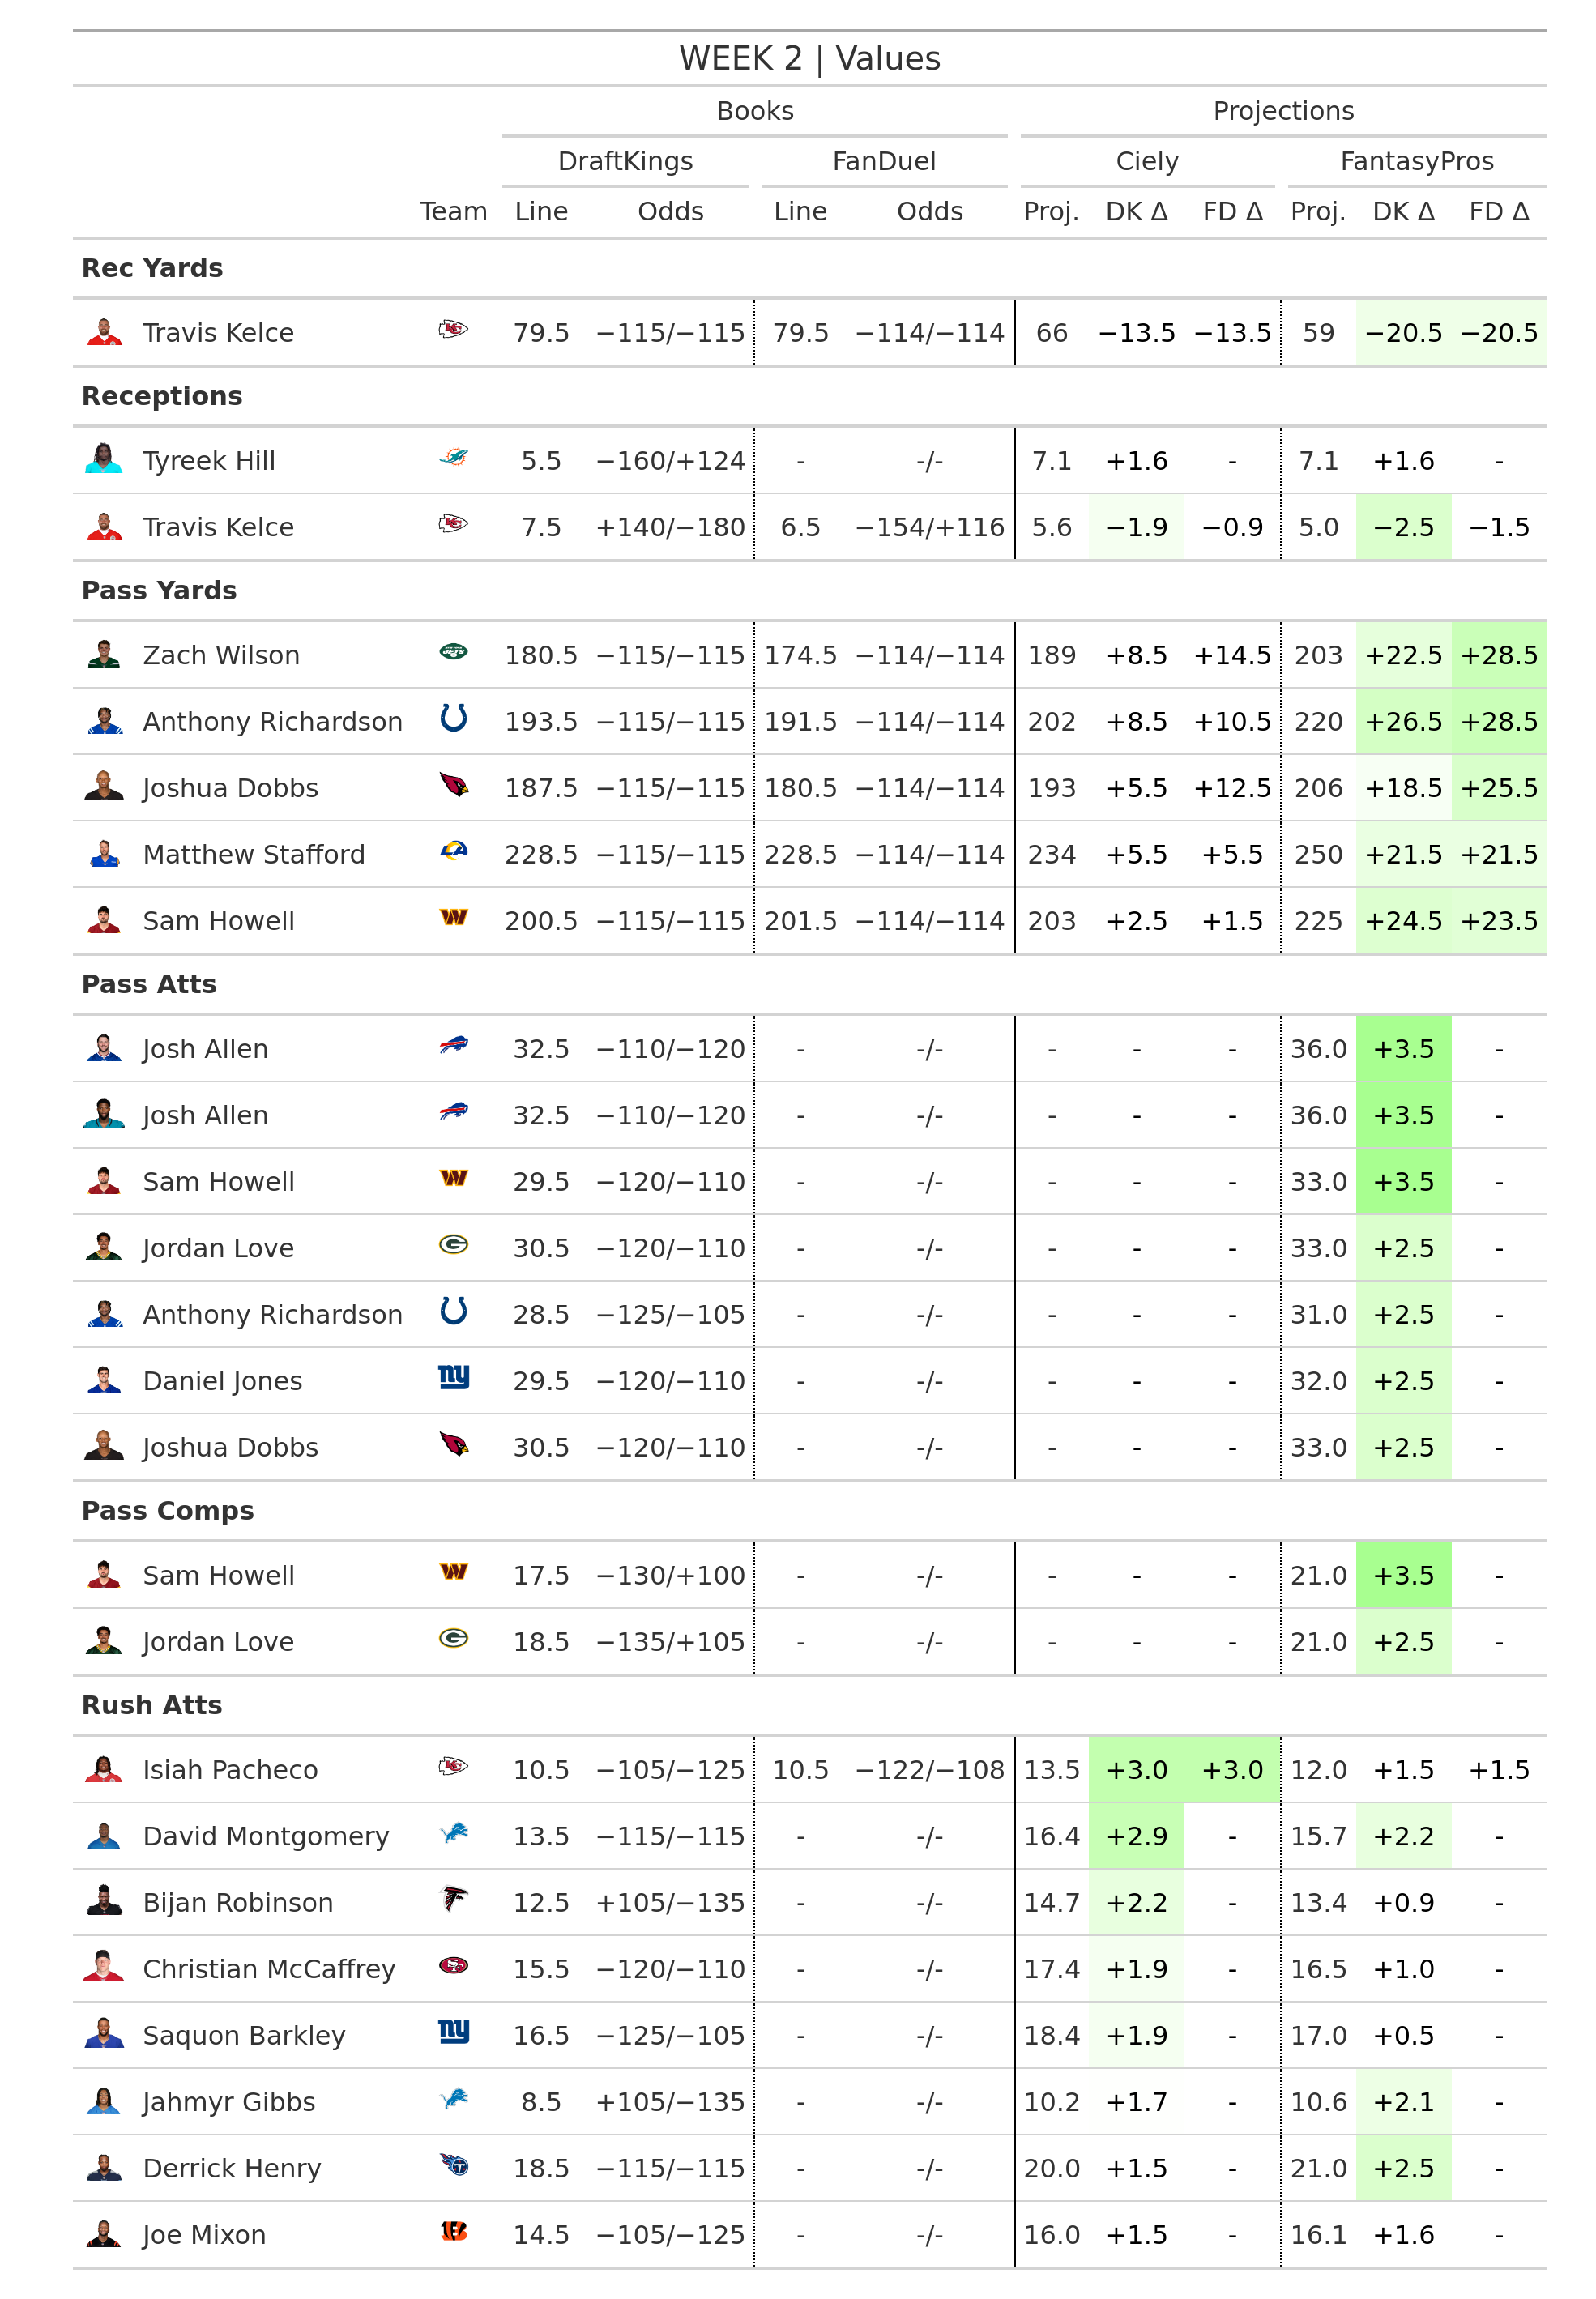 WEEK 2 | Values
Books Projections
DraftKings FanDuel Ciely FantasyPros
Team Line Odds Line Odds Proj. DK Δ FD Δ Proj. DK Δ FD Δ
Rec Yards
Travis Kelce 79.5 −115/−115 79.5 −114/−114 66 −13.5 −13.5 59 −20.5 −20.5
Receptions
Tyreek Hill 5.5 −160/+124 - -/- 7.1 +1.6 - 7.1 +1.6 -
Travis Kelce 7.5 +140/−180 6.5 −154/+116 5.6 −1.9 −0.9 5.0 −2.5 −1.5
Pass Yards
Zach Wilson 180.5 −115/−115 174.5 −114/−114 189 +8.5 +14.5 203 +22.5 +28.5
Anthony Richardson 193.5 −115/−115 191.5 −114/−114 202 +8.5 +10.5 220 +26.5 +28.5
Joshua Dobbs 187.5 −115/−115 180.5 −114/−114 193 +5.5 +12.5 206 +18.5 +25.5
Matthew Stafford 228.5 −115/−115 228.5 −114/−114 234 +5.5 +5.5 250 +21.5 +21.5
Sam Howell 200.5 −115/−115 201.5 −114/−114 203 +2.5 +1.5 225 +24.5 +23.5
Pass Atts
Josh Allen 32.5 −110/−120 - -/- - - - 36.0 +3.5 -
Josh Allen 32.5 −110/−120 - -/- - - - 36.0 +3.5 -
Sam Howell 29.5 −120/−110 - -/- - - - 33.0 +3.5 -
Jordan Love 30.5 −120/−110 - -/- - - - 33.0 +2.5 -
Anthony Richardson 28.5 −125/−105 - -/- - - - 31.0 +2.5 -
Daniel Jones 29.5 −120/−110 - -/- - - - 32.0 +2.5 -
Joshua Dobbs 30.5 −120/−110 - -/- - - - 33.0 +2.5 -
Pass Comps
Sam Howell 17.5 −130/+100 - -/- - - - 21.0 +3.5 -
Jordan Love 18.5 −135/+105 - -/- - - - 21.0 +2.5 -
Rush Atts
Isiah Pacheco 10.5 −105/−125 10.5 −122/−108 13.5 +3.0 +3.0 12.0 +1.5 +1.5
David Montgomery 13.5 −115/−115 - -/- 16.4 +2.9 - 15.7 +2.2 -
Bijan Robinson 12.5 +105/−135 - -/- 14.7 +2.2 - 13.4 +0.9 -
Christian McCaffrey 15.5 −120/−110 - -/- 17.4 +1.9 - 16.5 +1.0 -
Saquon Barkley 16.5 −125/−105 - -/- 18.4 +1.9 - 17.0 +0.5 -
Jahmyr Gibbs 8.5 +105/−135 - -/- 10.2 +1.7 - 10.6 +2.1 -
Derrick Henry 18.5 −115/−115 - -/- 20.0 +1.5 - 21.0 +2.5 -
Joe Mixon 14.5 −105/−125 - -/- 16.0 +1.5 - 16.1 +1.6 -